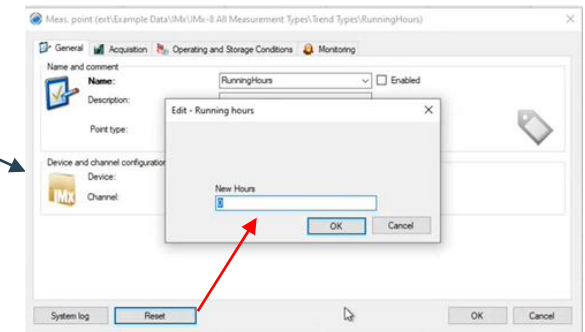 Meas. point (ext\Example Data\IMx\IMx-8 All Measurement Types\Trend Types\RunningHours)
General Acquisition Operating and Storage Conditions Monitoring
Name and comment
Name: RunningHours Enabled
Description:
Point type:
Edit - Running hours
New Hours
0
OK Cancel
Device and channel configuration
Device:
IMx
Channel:
System log Reset OK Cancel